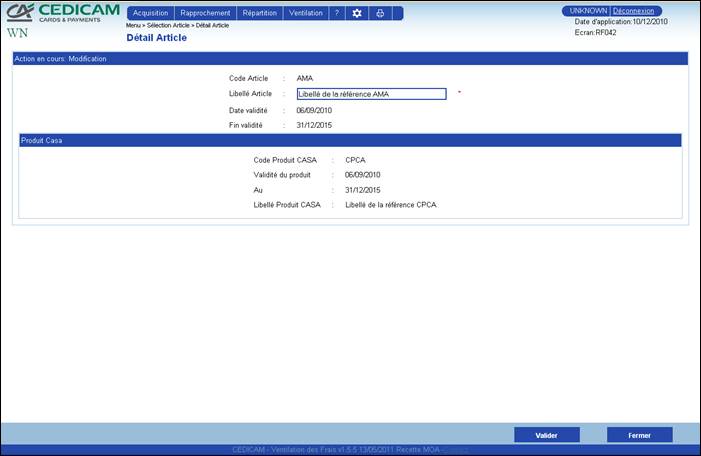 CEDICAM
CARDS & PAYMENTS
WN
Acquisition Rapprochement Répartition Ventilation ?
UNKNOWN Déconnexion
Menu > Sélection Article > Détail Article
Date d'application:10/12/2010
Détail Article
Ecran:RF042
Action en cours: Modification
Code Article : AMA
Libellé Article : Libellé de la référence AMA *
Date validité : 06/09/2010
Fin validité : 31/12/2015
Produit Casa
Code Produit CASA : CPCA
Validité du produit : 06/09/2010
Au : 31/12/2015
Libellé Produit CASA : Libellé de la référence CPCA
Valider Fermer
CEDICAM - Ventilation des Frais v1.5.5 13/05/2011 Recette MOA -